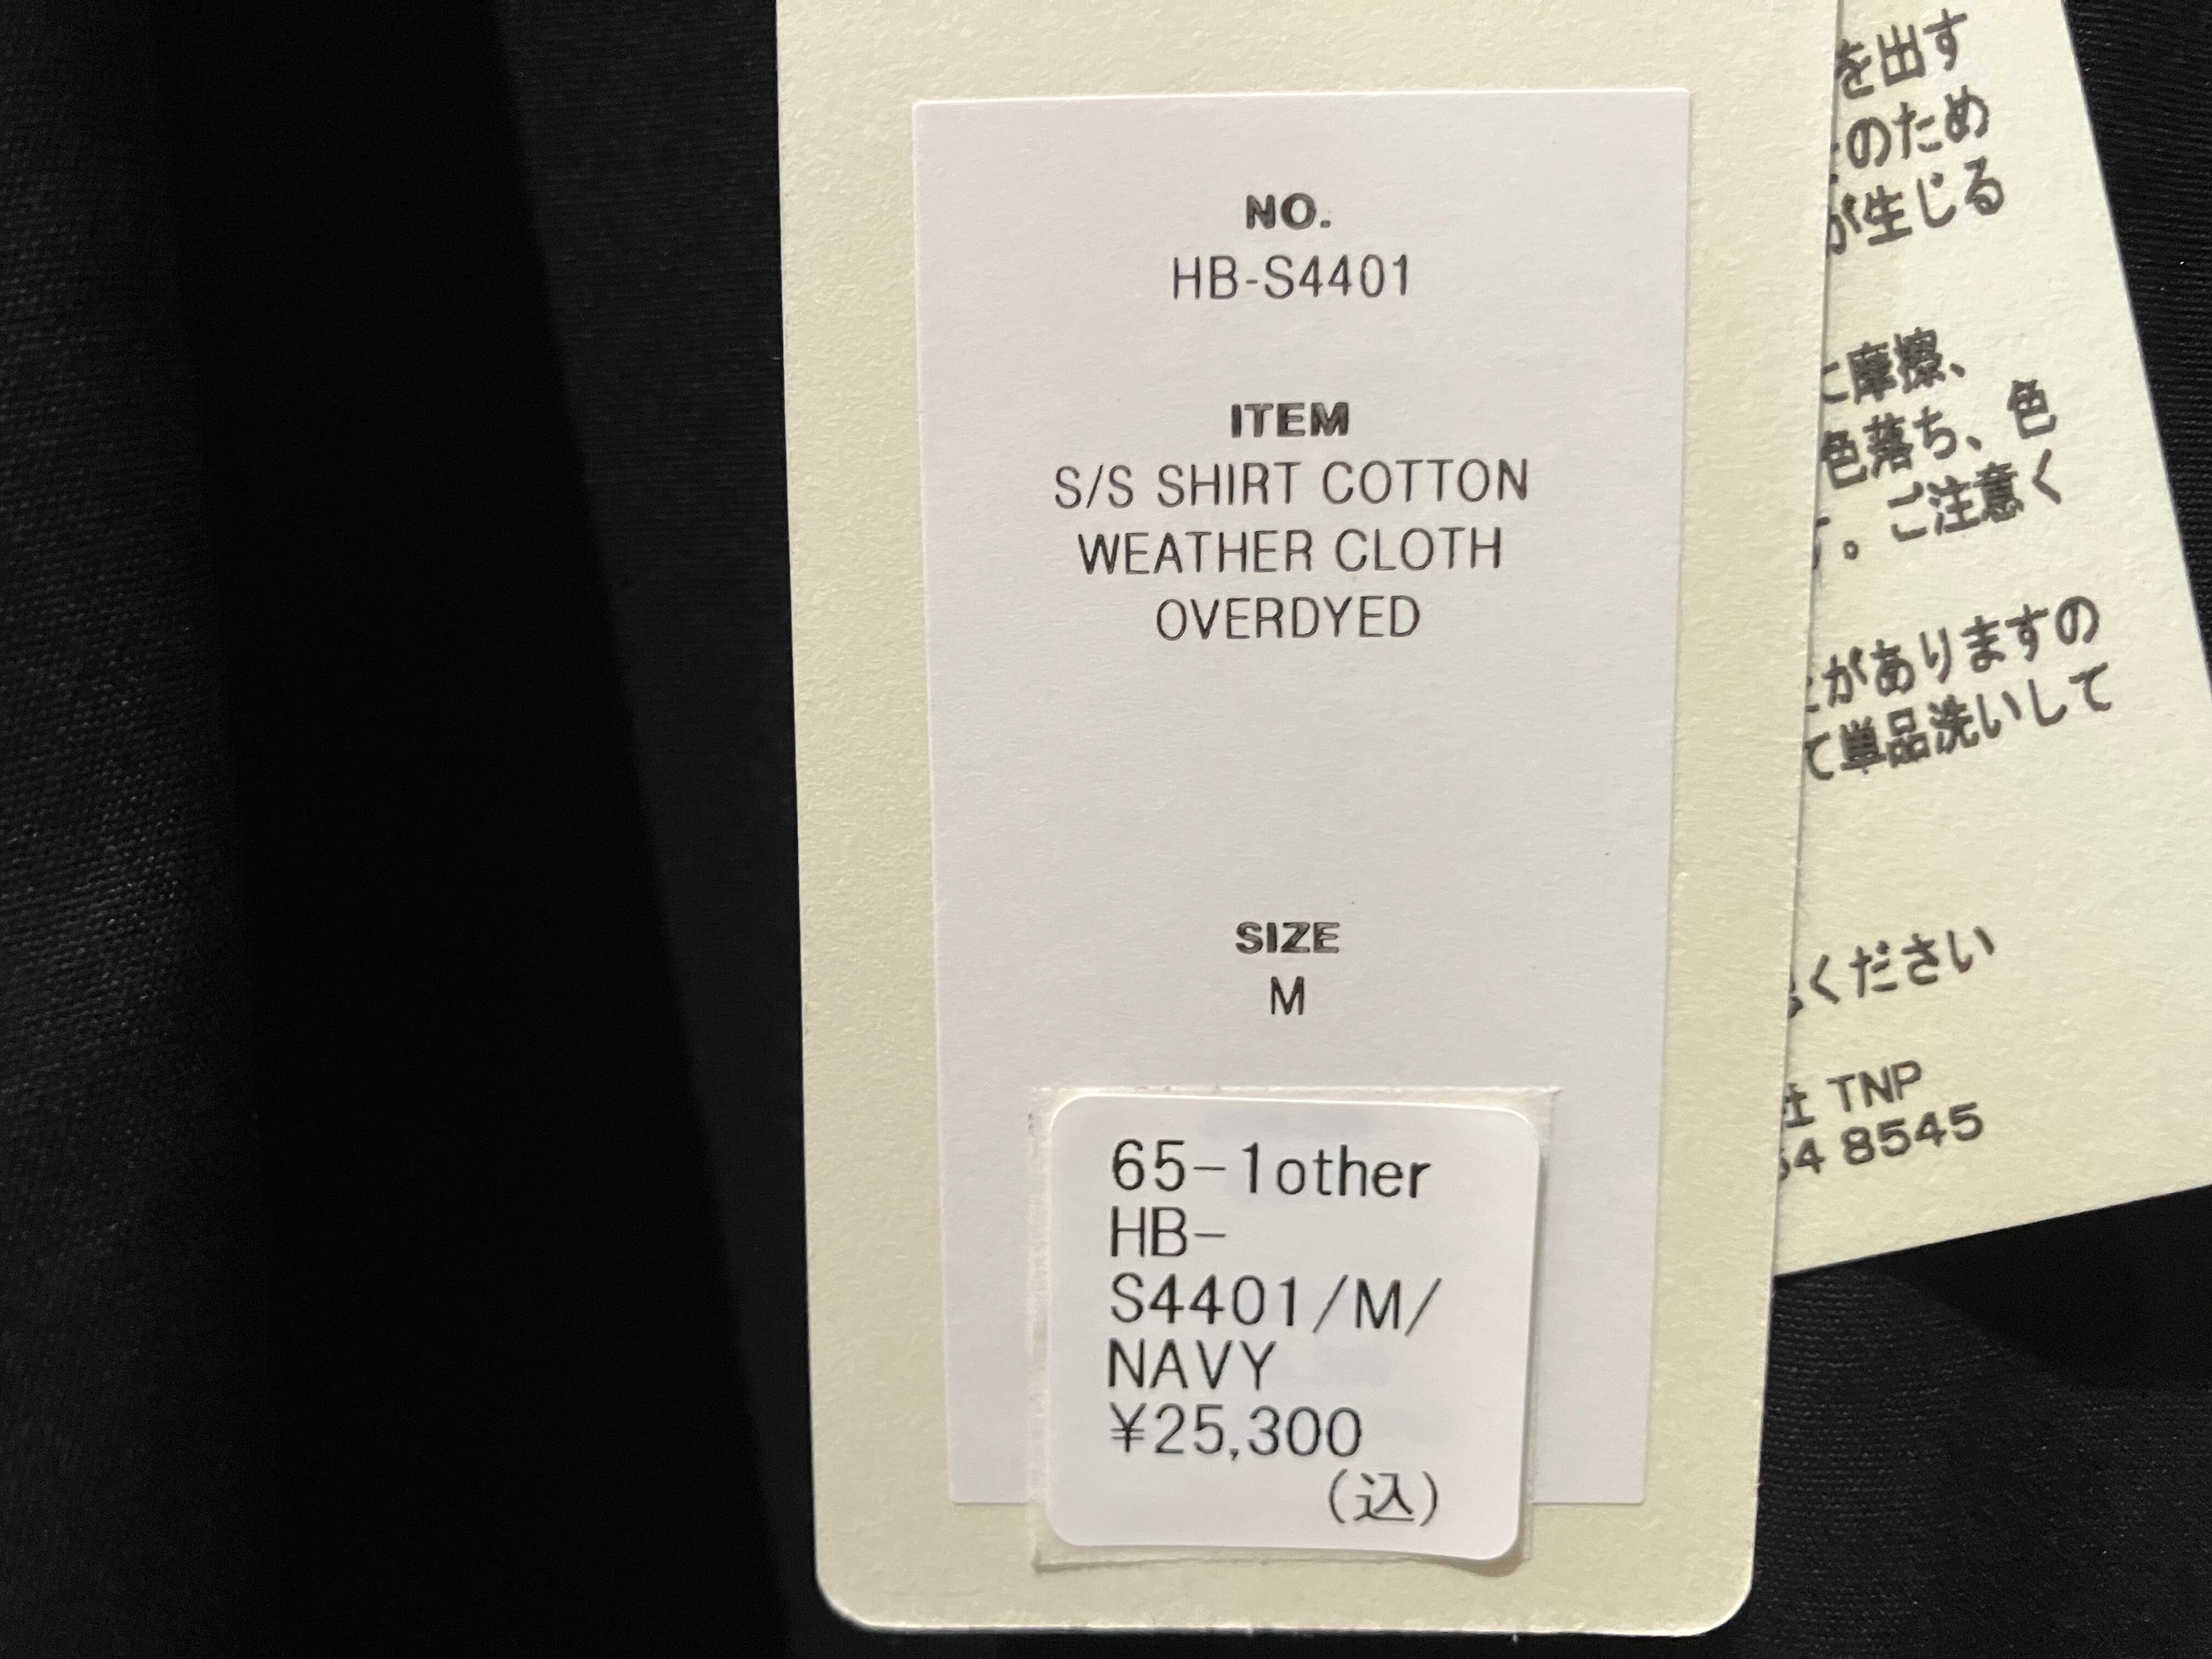 NO.
HB-S4401
ITEM
S/S SHIRT COTTON
WEATHER CLOTH
OVERDYED
SIZE
M
65-1other
HB-
S4401/M/
NAVY
¥25,300
(込)
を出す
のため
が生じる
に摩擦、
色落ち、色
。ご注意く
がありますの
て単品洗いして
ください
社 TNP
54 8545